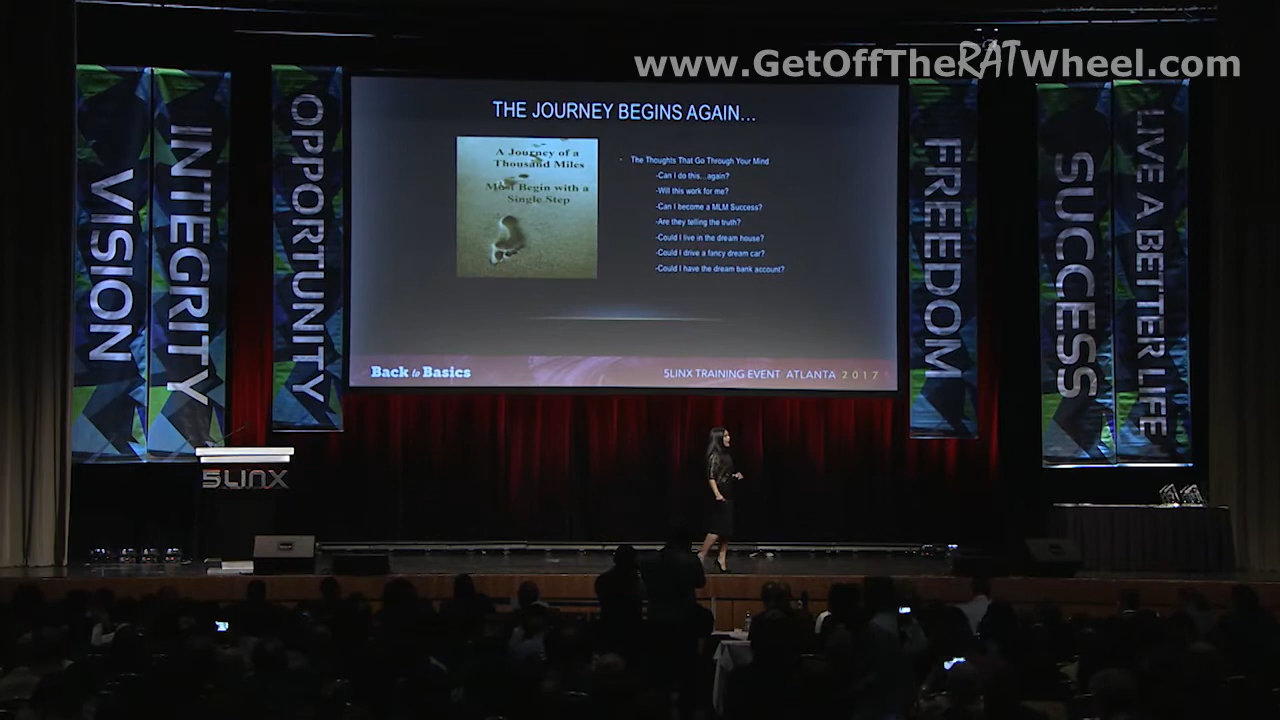 www.GetOffTheRATWheel.com
VISION
INTEGRITY
OPPORTUNITY
THE JOURNEY BEGINS AGAIN...
A Journey of a
Thousand Miles
Must Begin with a
Single Step
· The Thoughts That Go Through Your Mind
-Can I do this...again?
-Will this work for me?
-Can I become a MLM Success?
-Are they telling the truth?
-Could I live in the dream house?
-Could I drive a fancy dream car?
-Could I have the dream bank account?
Back to Basics
5LINX TRAINING EVENT ATLANTA 2017
FREEDOM
SUCCESS
LIVE A BETTER LIFE
5LINX